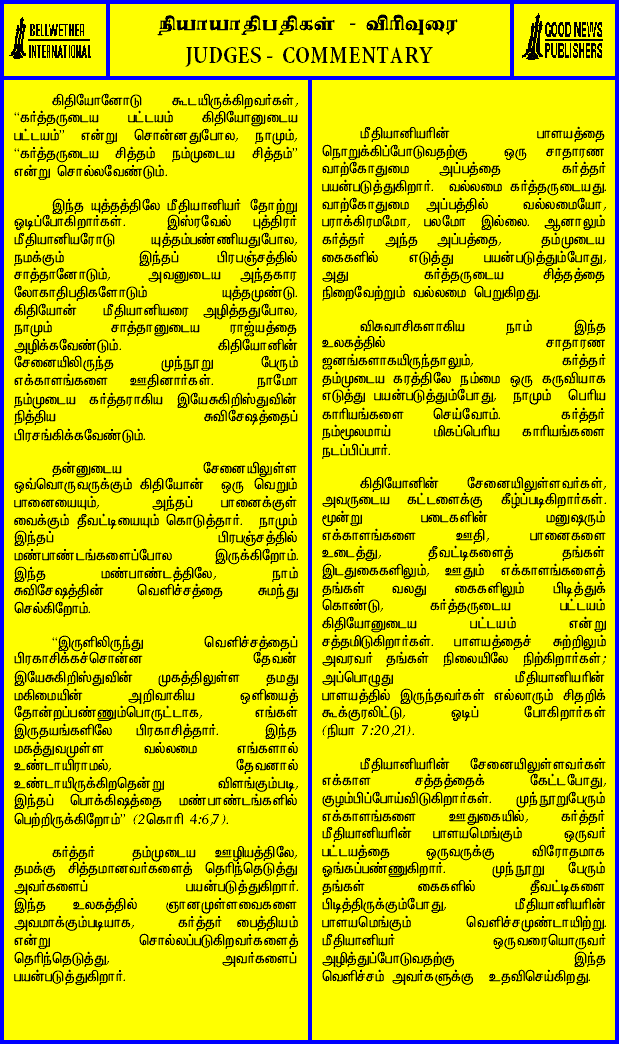 BELLWETHER
INTERNATIONAL
நியாயாதிபதிகள் - விரிவுரை
JUDGES - COMMENTARY
GOOD NEWS
PUBLISHERS
கிதியோனோடு கூடயிருக்கிறவர்கள்,
“கர்த்தருடைய பட்டயம் கிதியோனுடைய
பட்டயம்” என்று சொன்னதுபோல, நாமும்,
“கர்த்தருடைய சித்தம் நம்முடைய சித்தம்”
என்று சொல்லவேண்டும்.
இந்த யுத்தத்திலே மீதியானியர் தோற்று
ஓடிப்போகிறார்கள். இஸ்ரவேல் புத்திரர்
மீதியானியரோடு யுத்தம்பண்ணியதுபோல,
நமக்கும் இந்தப் பிரபஞ்சத்தில்
சாத்தானோடும், அவனுடைய அந்தகார
லோகாதிபதிகளோடும் யுத்தமுண்டு.
கிதியோன் மீதியானியரை அழித்ததுபோல,
நாமும் சாத்தானுடைய ராஜ்யத்தை
அழிக்கவேண்டும். கிதியோனின்
சேனையிலிருந்த முந்நூறு பேரும்
எக்காளங்களை ஊதினார்கள். நாமோ
நம்முடைய கர்த்தராகிய இயேசுகிறிஸ்துவின்
நித்திய சுவிசேஷத்தைப்
பிரசங்கிக்கவேண்டும்.
தன்னுடைய சேனையிலுள்ள
ஒவ்வொருவருக்கும் கிதியோன் ஒரு வெறும்
பானையையும், அந்தப் பானைக்குள்
வைக்கும் தீவட்டியையும் கொடுத்தார். நாமும்
இந்தப் பிரபஞ்சத்தில்
மண்பாண்டங்களைப்போல இருக்கிறோம்.
இந்த மண்பாண்டத்திலே, நாம்
சுவிசேஷத்தின் வெளிச்சத்தை சுமந்து
செல்கிறோம்.
“இருளிலிருந்து வெளிச்சத்தைப்
பிரகாசிக்கச்சொன்ன தேவன்
இயேசுகிறிஸ்துவின் முகத்திலுள்ள தமது
மகிமையின் அறிவாகிய ஒளியைத்
தோன்றப்பண்ணும்பொருட்டாக, எங்கள்
இருதயங்களிலே பிரகாசித்தார். இந்த
மகத்துவமுள்ள வல்லமை எங்களால்
உண்டாயிராமல், தேவனால்
உண்டாயிருக்கிறதென்று விளங்கும்படி,
இந்தப் பொக்கிஷத்தை மண்பாண்டங்களில்
பெற்றிருக்கிறோம்” (2கொரி 4:6,7).
கர்த்தர் தம்முடைய ஊழியத்திலே,
தமக்கு சித்தமானவர்களைத் தெரிந்தெடுத்து
அவர்களைப் பயன்படுத்துகிறார்.
இந்த உலகத்தில் ஞானமுள்ளவைகளை
அவமாக்கும்படியாக, கர்த்தர் பைத்தியம்
என்று சொல்லப்படுகிறவர்களைத்
தெரிந்தெடுத்து, அவர்களைப்
பயன்படுத்துகிறார்.
மீதியானியரின் பாளயத்தை
நொறுக்கிப்போடுவதற்கு ஒரு சாதாரண
வாற்கோதுமை அப்பத்தை கர்த்தர்
பயன்படுத்துகிறார். வல்லமை கர்த்தருடையது.
வாற்கோதுமை அப்பத்தில் வல்லமையோ,
பராக்கிரமமோ, பலமோ இல்லை. ஆனாலும்
கர்த்தர் அந்த அப்பத்தை, தம்முடைய
கைகளில் எடுத்து பயன்படுத்தும்போது,
அது கர்த்தருடைய சித்தத்தை
நிறைவேற்றும் வல்லமை பெறுகிறது.
விசுவாசிகளாகிய நாம் இந்த
உலகத்தில் சாதாரண
ஜனங்களாகயிருந்தாலும், கர்த்தர்
தம்முடைய கரத்திலே நம்மை ஒரு கருவியாக
எடுத்து பயன்படுத்தும்போது, நாமும் பெரிய
காரியங்களை செய்வோம். கர்த்தர்
நம்மூலமாய் மிகப்பெரிய காரியங்களை
நடப்பிப்பார்.
கிதியோனின் சேனையிலுள்ளவர்கள்,
அவருடைய கட்டளைக்கு கீழ்ப்படிகிறார்கள்.
மூன்று படைகளின் மனுஷரும்
எக்காளங்களை ஊதி, பானைகளை
உடைத்து, தீவட்டிகளைத் தங்கள்
இடதுகைகளிலும், ஊதும் எக்காளங்களைத்
தங்கள் வலது கைகளிலும் பிடித்துக்
கொண்டு, கர்த்தருடைய பட்டயம்
கிதியோனுடைய பட்டயம் என்று
சத்தமிடுகிறார்கள். பாளயத்தைச் சுற்றிலும்
அவரவர் தங்கள் நிலையிலே நிற்கிறார்கள்;
அப்பொழுது மீதியானியரின்
பாளயத்தில் இருந்தவர்கள் எல்லாரும் சிதறிக்
கூக்குரலிட்டு, ஓடிப் போகிறார்கள்
(நியா 7:20,21).
மீதியானியரின் சேனையிலுள்ளவர்கள்
எக்காள சத்தத்தைக் கேட்டபோது,
குழம்பிப்போய்விடுகிறார்கள். முந்நூறுபேரும்
எக்காளங்களை ஊதுகையில், கர்த்தர்
மீதியானியரின் பாளயமெங்கும் ஒருவர்
பட்டயத்தை ஒருவருக்கு விரோதமாக
ஓங்கப்பண்ணுகிறார். முந்நூறு பேரும்
தங்கள் கைகளில் தீவட்டிகளை
பிடித்திருக்கும்போது, மீதியானியரின்
பாளயமெங்கும் வெளிச்சமுண்டாயிற்று.
மீதியானியர் ஒருவரையொருவர்
அழித்துப்போடுவதற்கு இந்த
வெளிச்சம் அவர்களுக்கு உதவிசெய்கிறது.